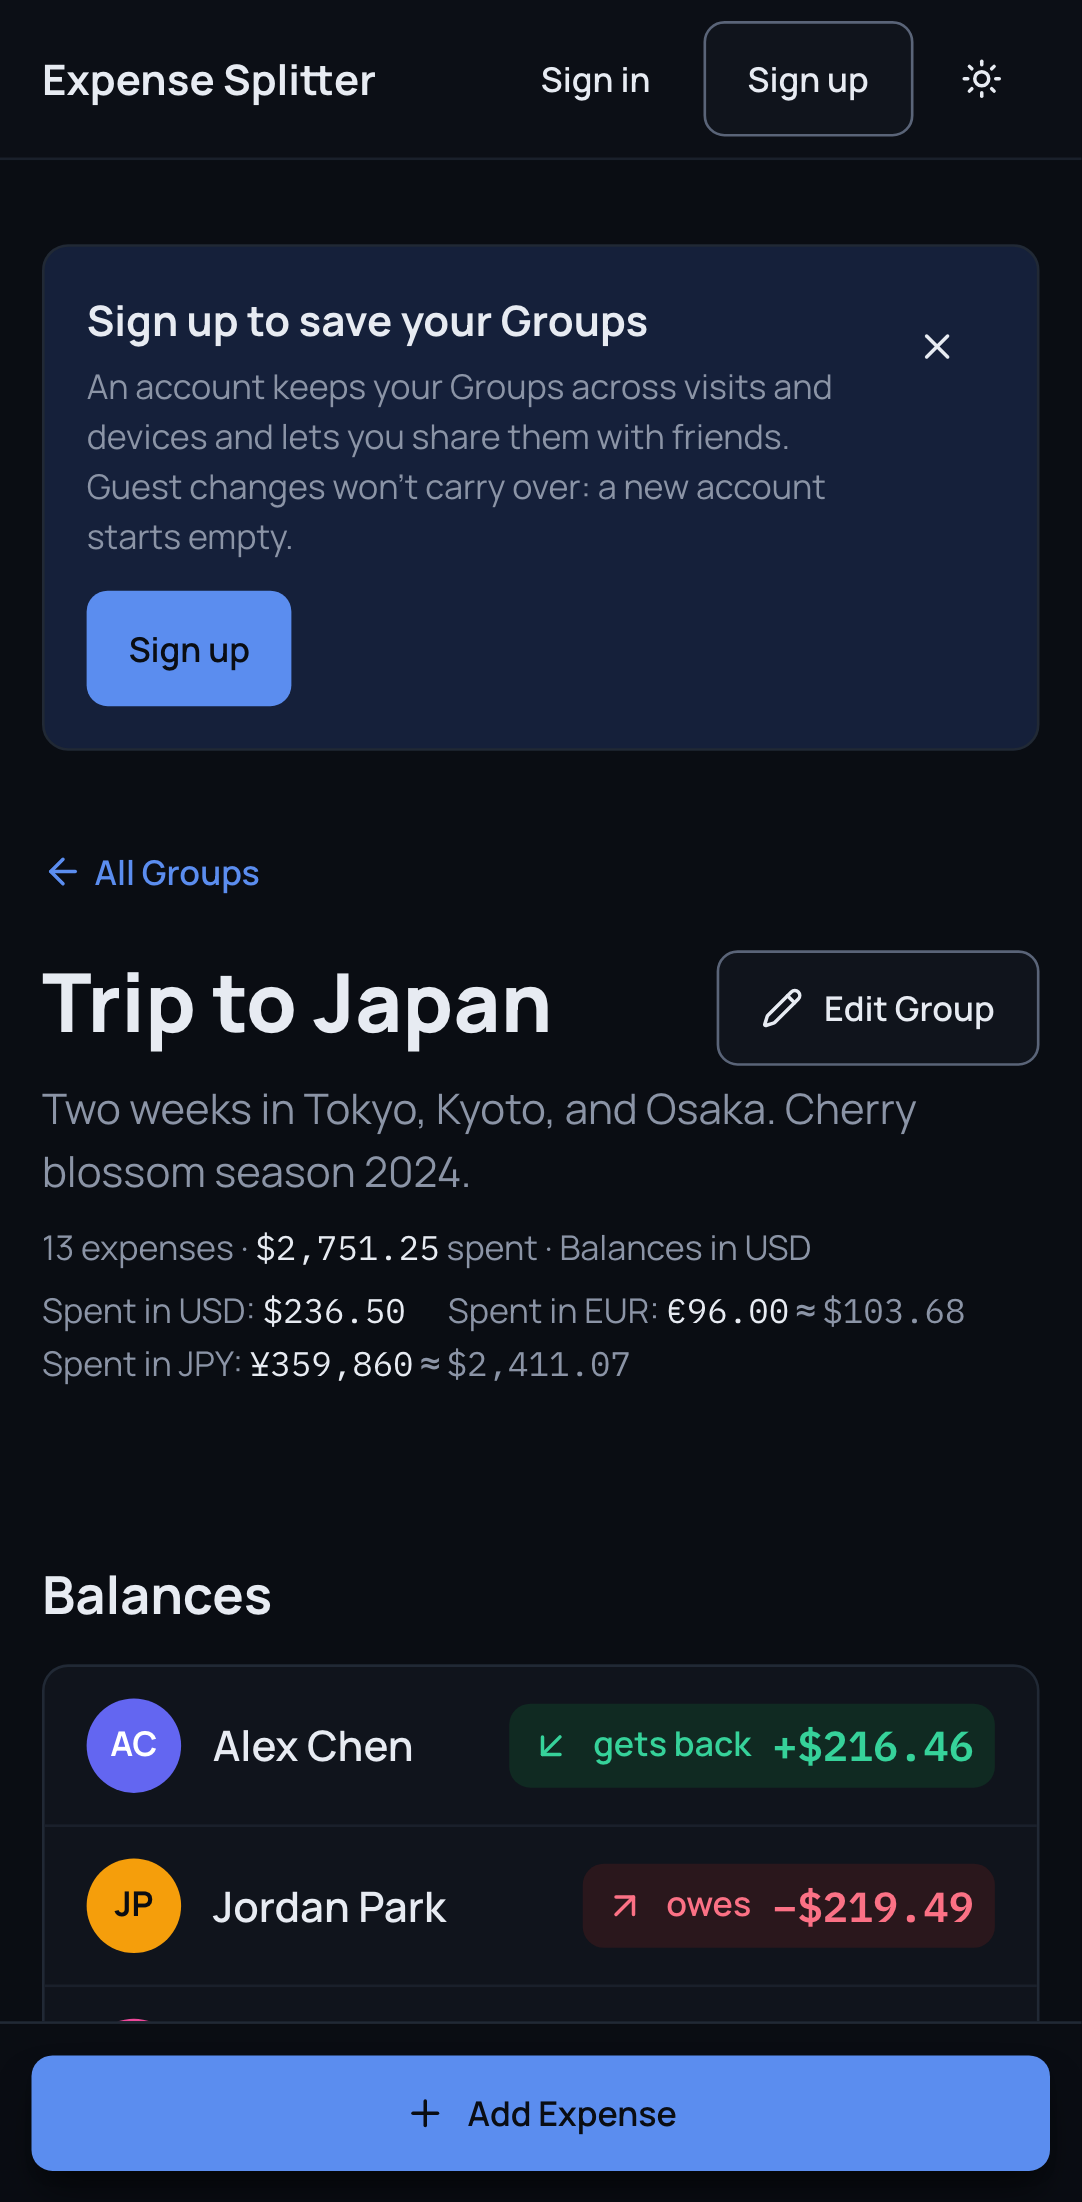 Expense Splitter
Sign in
Sign up
Sign up to save your Groups
An account keeps your Groups across visits and
devices and lets you share them with friends.
Guest changes won't carry over: a new account
starts empty.
Sign up
All Groups
Trip to Japan
Edit Group
Two weeks in Tokyo, Kyoto, and Osaka. Cherry
blossom season 2024.
13 expenses · $2,751.25 spent · Balances in USD
Spent in USD: $236.50 Spent in EUR: €96.00 ≈ $103.68
Spent in JPY: ¥359,860 ≈ $2,411.07
Balances
AC Alex Chen gets back +$216.46
JP Jordan Park owes −$219.49
Add Expense